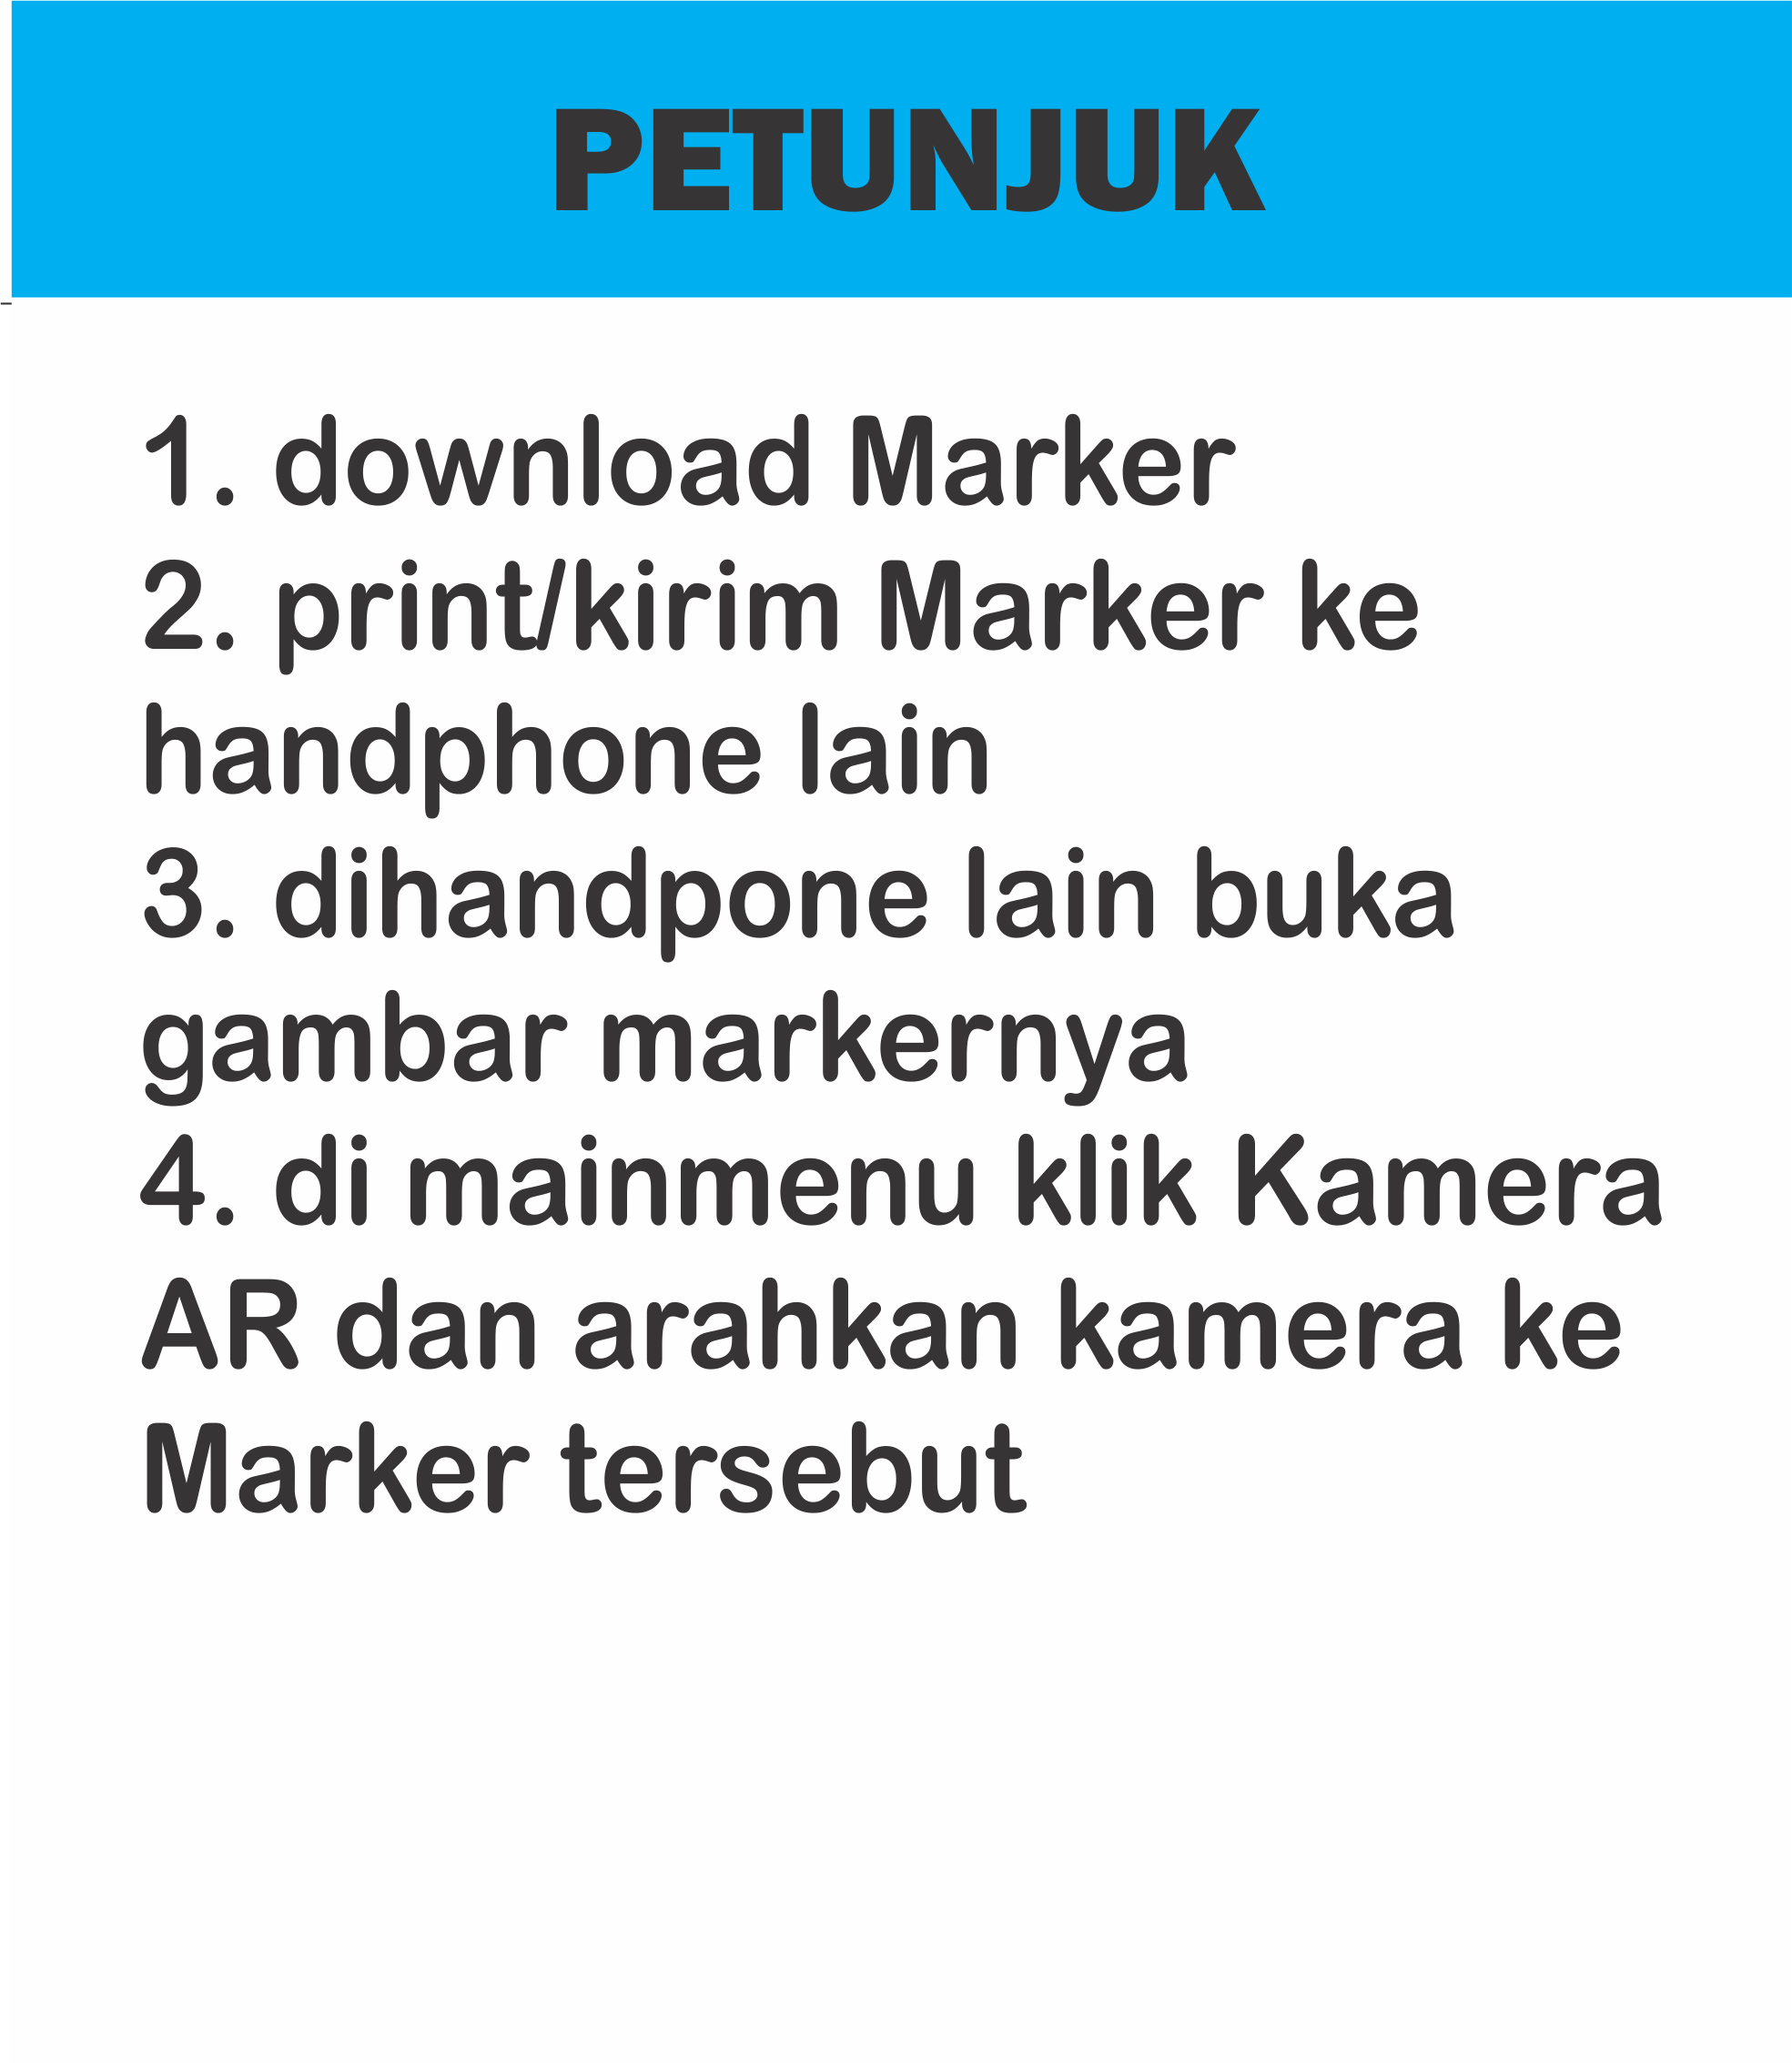 PETUNJUK
1. download Marker
2. print/kirim Marker ke
handphone lain
3. dihandpone lain buka
gambar markernya
4. di mainmenu klik Kamera
AR dan arahkan kamera ke
Marker tersebut